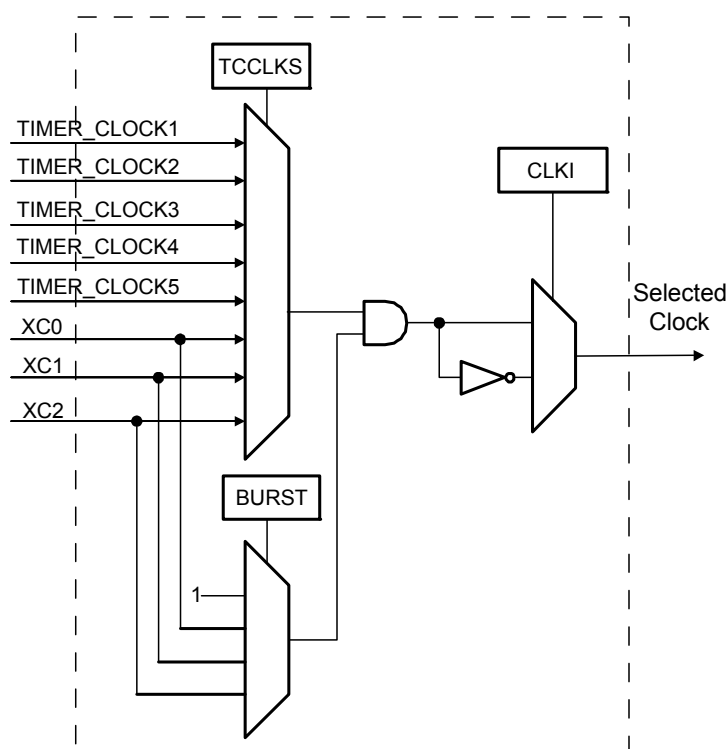 TCCLKS
TIMER_CLOCK1
TIMER_CLOCK2
CLKI
TIMER_CLOCK3
TIMER_CLOCK4
TIMER_CLOCK5
Selected
Clock
XC0
XC1
XC2
BURST
1